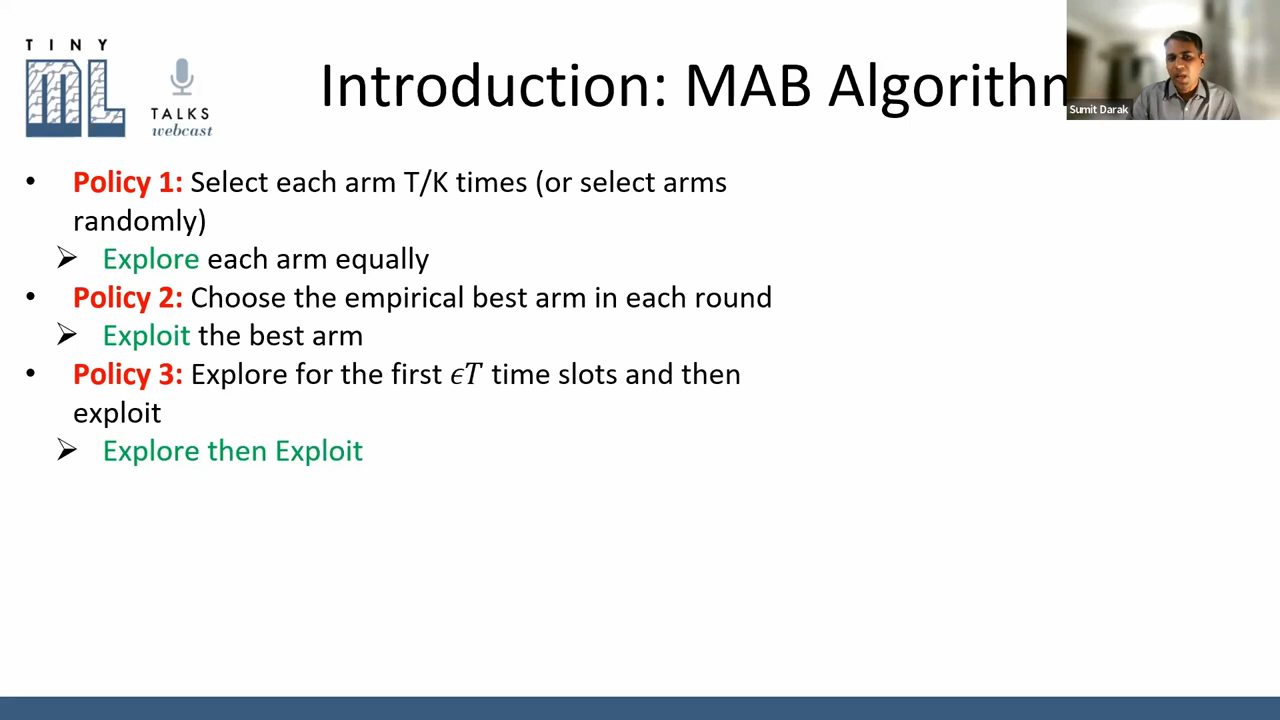 TINY
ML
TALKS
webcast
Introduction: MAB Algorithm
Sumit Darak
• Policy 1: Select each arm T/K times (or select arms
randomly)
➢ Explore each arm equally
• Policy 2: Choose the empirical best arm in each round
➢ Exploit the best arm
• Policy 3: Explore for the first ϵT time slots and then
exploit
➢ Explore then Exploit